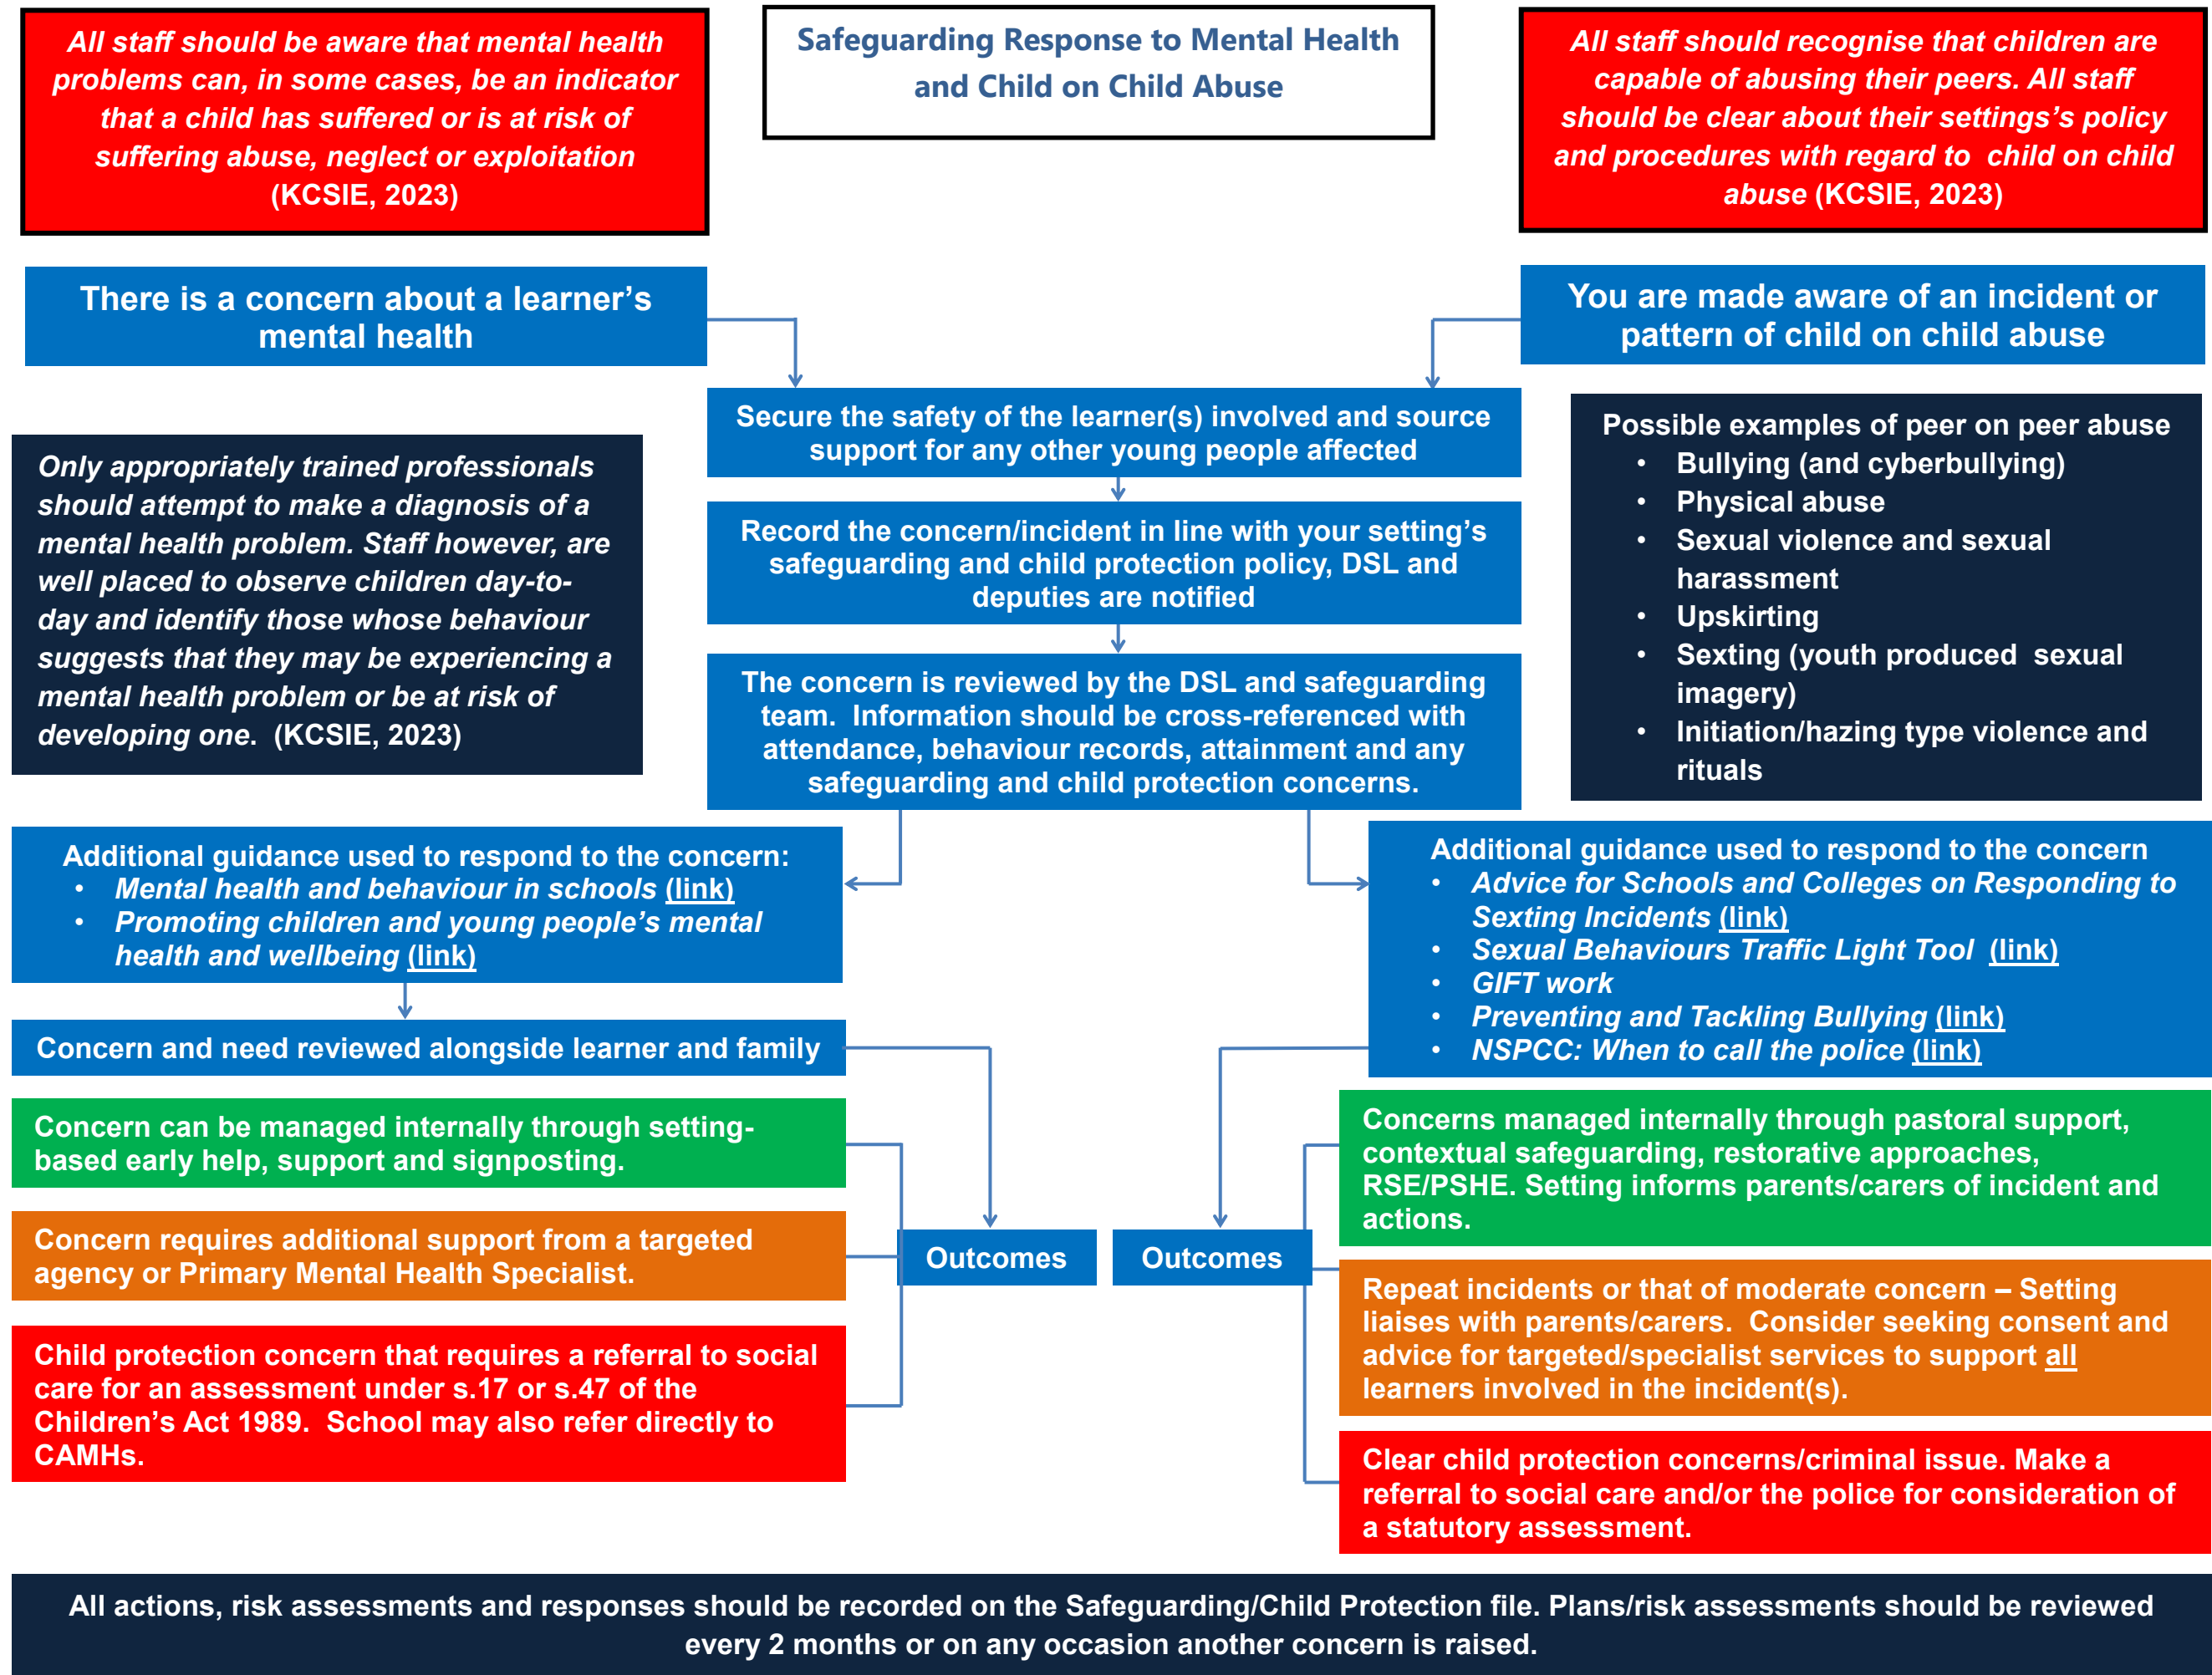 All staff should be aware that mental health
problems can, in some cases, be an indicator
that a child has suffered or is at risk of
suffering abuse, neglect or exploitation
(KCSIE, 2023)
Safeguarding Response to Mental Health
and Child on Child Abuse
All staff should recognise that children are
capable of abusing their peers. All staff
should be clear about their settings's policy
and procedures with regard to  child on child
abuse (KCSIE, 2023)
There is a concern about a learner’s
mental health
You are made aware of an incident or
pattern of child on child abuse
Secure the safety of the learner(s) involved and source
support for any other young people affected
Only appropriately trained professionals
should attempt to make a diagnosis of a
mental health problem. Staff however, are
well placed to observe children day-to-
day and identify those whose behaviour
suggests that they may be experiencing a
mental health problem or be at risk of
developing one.  (KCSIE, 2023)
Record the concern/incident in line with your setting’s
safeguarding and child protection policy, DSL and
deputies are notified
Possible examples of peer on peer abuse
• Bullying (and cyberbullying)
• Physical abuse
• Sexual violence and sexual
harassment
• Upskirting
• Sexting (youth produced  sexual
imagery)
• Initiation/hazing type violence and
rituals
The concern is reviewed by the DSL and safeguarding
team.  Information should be cross-referenced with
attendance, behaviour records, attainment and any
safeguarding and child protection concerns.
Additional guidance used to respond to the concern:
• Mental health and behaviour in schools (link)
• Promoting children and young people’s mental
health and wellbeing (link)
Additional guidance used to respond to the concern
• Advice for Schools and Colleges on Responding to
Sexting Incidents (link)
• Sexual Behaviours Traffic Light Tool  (link)
• GIFT work
• Preventing and Tackling Bullying (link)
• NSPCC: When to call the police (link)
Concern and need reviewed alongside learner and family
Concern can be managed internally through setting-
based early help, support and signposting.
Concern requires additional support from a targeted
agency or Primary Mental Health Specialist.
Child protection concern that requires a referral to social
care for an assessment under s.17 or s.47 of the
Children’s Act 1989.  School may also refer directly to
CAMHs.
Outcomes
Outcomes
Concerns managed internally through pastoral support,
contextual safeguarding, restorative approaches,
RSE/PSHE. Setting informs parents/carers of incident and
actions.
Repeat incidents or that of moderate concern – Setting
liaises with parents/carers.  Consider seeking consent and
advice for targeted/specialist services to support all
learners involved in the incident(s).
Clear child protection concerns/criminal issue. Make a
referral to social care and/or the police for consideration of
a statutory assessment.
All actions, risk assessments and responses should be recorded on the Safeguarding/Child Protection file. Plans/risk assessments should be reviewed
every 2 months or on any occasion another concern is raised.